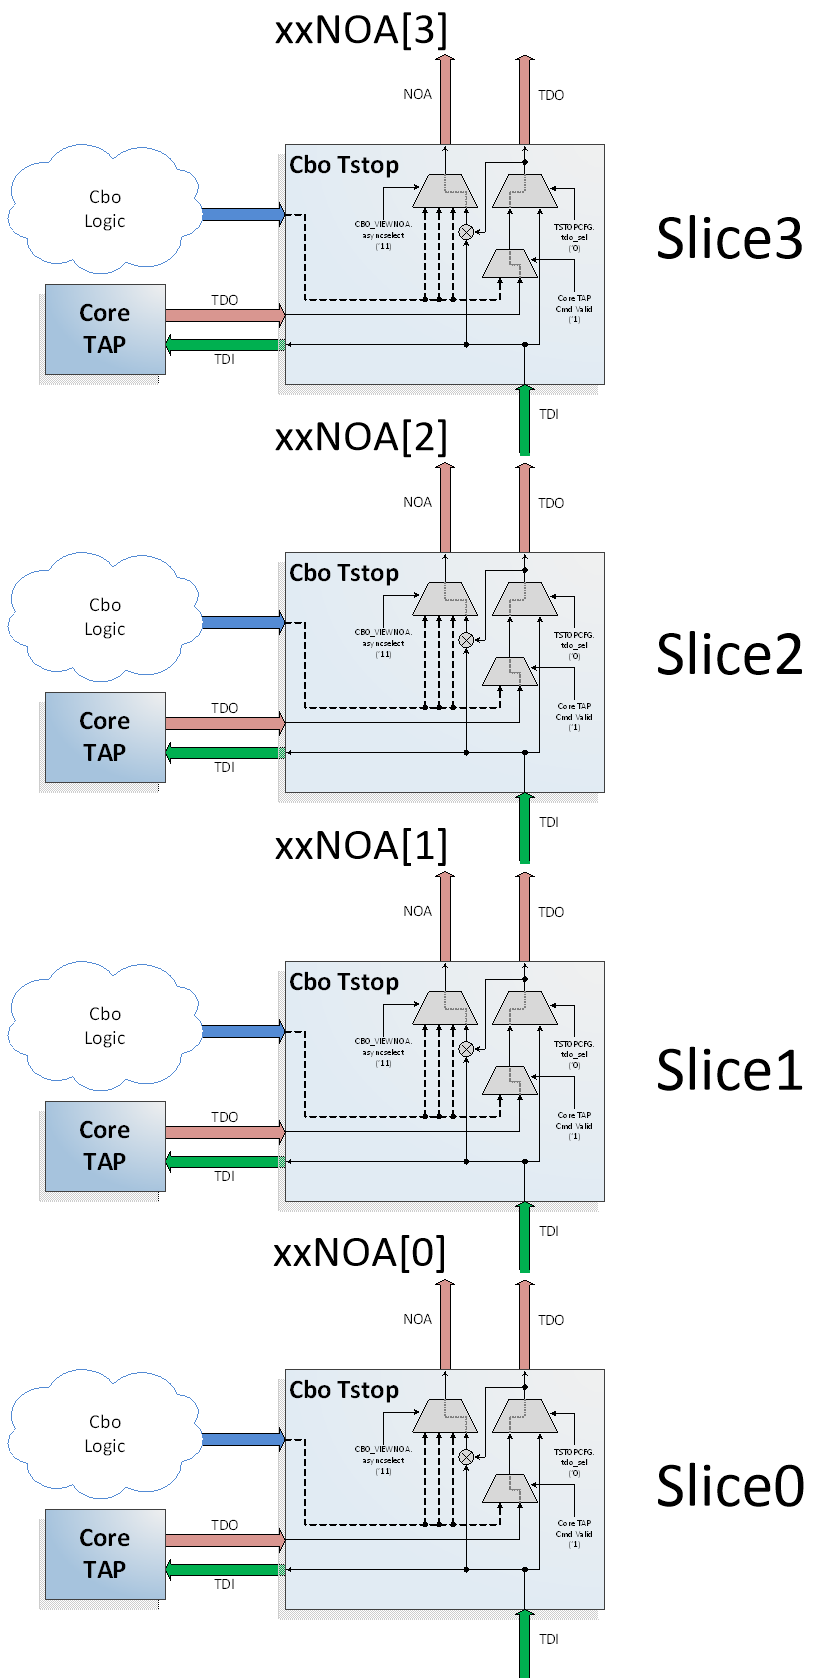 xxNOA[3]
NOA
TDO
Cbo Tstop
Cbo
Logic
CBO_VIEWNOA.
asyncselect
('11)
TSTOPCFG.
tdo_sel
('0)
Slice3
Core TAP
Cmd Valid
('1)
Core
TAP
TDO
TDI
TDI
xxNOA[2]
NOA
TDO
Cbo Tstop
Cbo
Logic
CBO_VIEWNOA.
asyncselect
('11)
TSTOPCFG.
tdo_sel
('0)
Slice2
Core TAP
Cmd Valid
('1)
Core
TAP
TDO
TDI
TDI
xxNOA[1]
NOA
TDO
Cbo Tstop
Cbo
Logic
CBO_VIEWNOA.
asyncselect
('11)
TSTOPCFG.
tdo_sel
('0)
Slice1
Core TAP
Cmd Valid
('1)
Core
TAP
TDO
TDI
TDI
xxNOA[0]
NOA
TDO
Cbo Tstop
Cbo
Logic
CBO_VIEWNOA.
asyncselect
('11)
TSTOPCFG.
tdo_sel
('0)
Slice0
Core TAP
Cmd Valid
('1)
Core
TAP
TDO
TDI
TDI